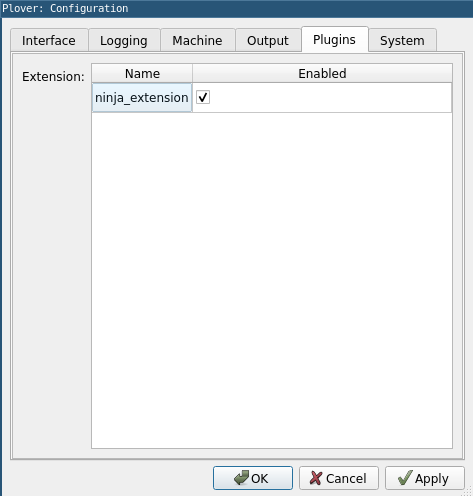 Plover: Configuration
Interface Logging Machine Output Plugins System
Extension: Name Enabled
ninja_extension
OK Cancel Apply